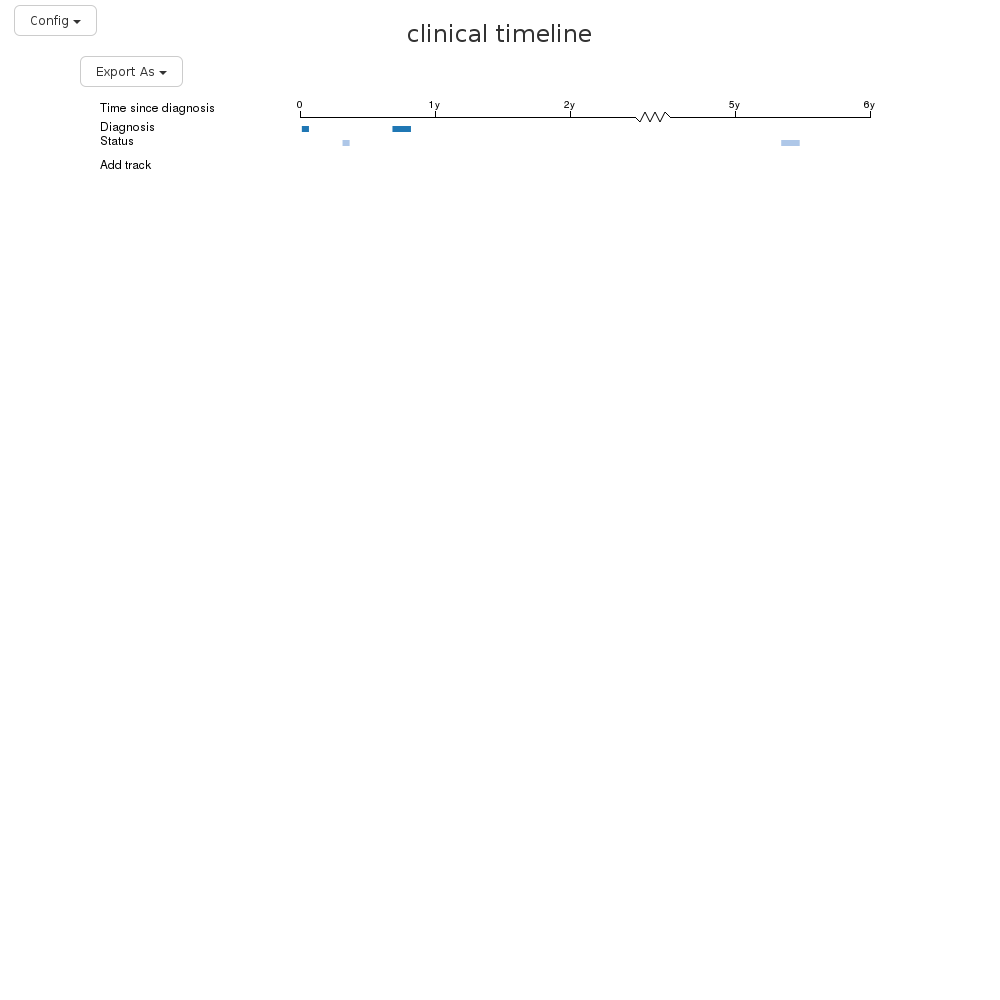 Config
clinical timeline
Export As
Time since diagnosis
0 1y 2y 5y 6y
Diagnosis
Status
Add track